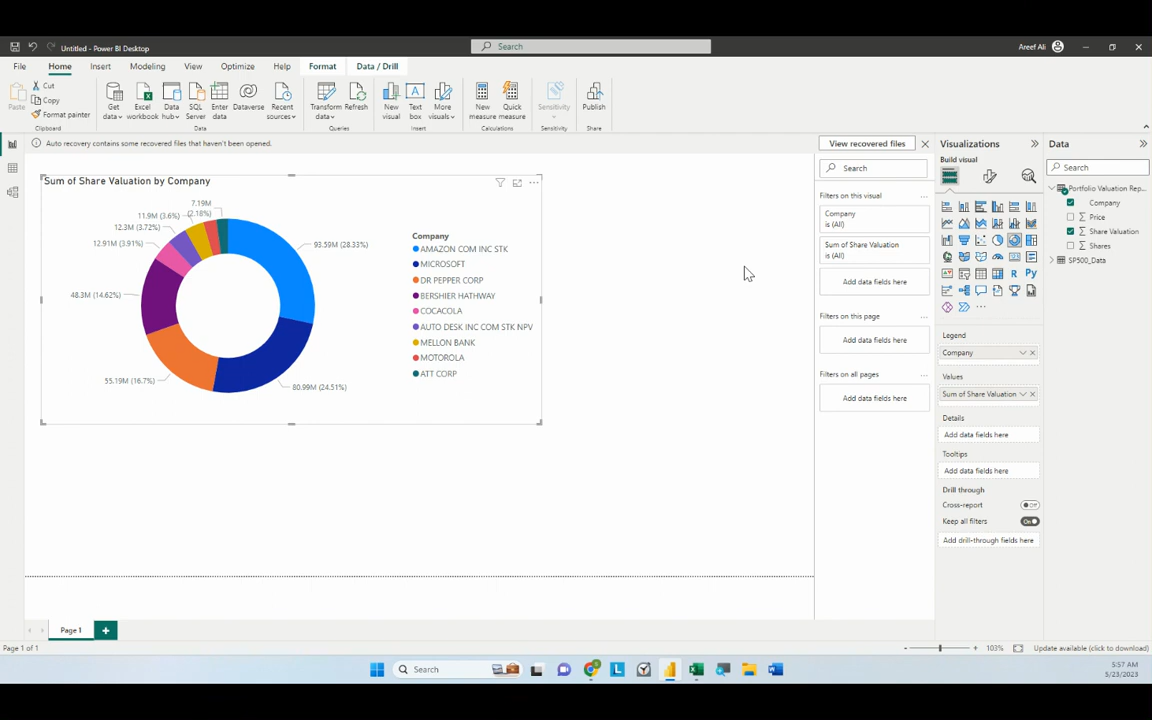 Untitled - Power BI Desktop
Search
Areef Ali
File Home Insert Modeling View Optimize Help Format Data / Drill
Paste
Cut
Copy
Format painter
Clipboard
Get data
Excel workbook
Data hub
SQL Server
Enter data
Dataverse
Recent sources
Data
Transform data
Refresh
Queries
New visual
Text box
More visuals
Insert
New measure
Quick measure
Calculations
Sensitivity
Sensitivity
Publish
Share
Auto recovery contains some recovered files that haven't been opened.
View recovered files
Sum of Share Valuation by Company
7.19M
(2.18%)
11.9M (3.6%)
12.3M (3.72%)
12.91M (3.91%)
48.3M (14.62%)
55.19M (16.7%)
93.59M (28.33%)
80.99M (24.51%)
Company
AMAZON COM INC STK
MICROSOFT
DR PEPPER CORP
BERSHIER HATHWAY
COCACOLA
AUTO DESK INC COM STK NPV
MELLON BANK
MOTOROLA
ATT CORP
Search
Filters on this visual
Company
is (All)
Sum of Share Valuation
is (All)
Add data fields here
Filters on this page
Add data fields here
Filters on all pages
Add data fields here
Visualizations
Build visual
R Py
Legend
Company
Values
Sum of Share Valuation
Details
Add data fields here
Tooltips
Add data fields here
Drill through
Cross-report
Off
Keep all filters
On
Add drill-through fields here
Data
Search
Portfolio Valuation Rep...
Company
Price
Share Valuation
Shares
SP500_Data
Page 1
Page 1 of 1
103%
Update available (click to download)
Search
5:57 AM
5/23/2023